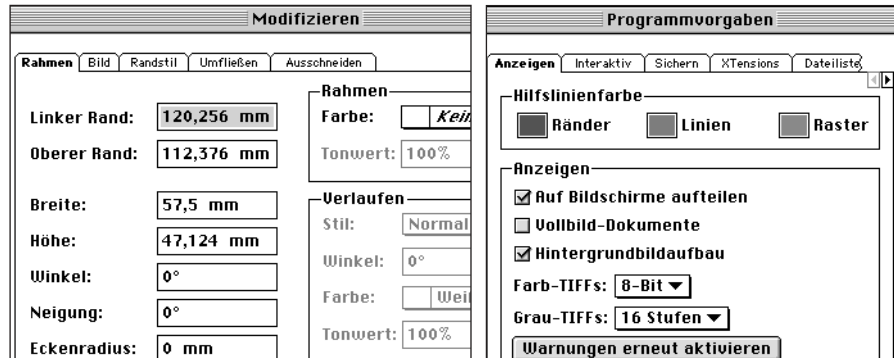 Modifizieren
Rahmen Bild Randstil Umfließen Ausschneiden
Linker Rand: 120,256 mm
Oberer Rand: 112,376 mm
Breite: 57,5 mm
Höhe: 47,124 mm
Winkel: 0°
Neigung: 0°
Eckenradius: 0 mm
Rahmen
Farbe:
Tonwert: 100%
Verlaufen
Stil: Normal
Winkel: 0°
Farbe:
Tonwert: 100%
Programmvorgaben
Anzeigen Interaktiv Sichern XTensions Dateiliste
Hilfslinienfarbe
Ränder Linien Raster
Anzeigen
Auf Bildschirme aufteilen
Vollbild-Dokumente
Hintergrundbildaufbau
Farb-TIFFs: 8-Bit
Grau-TIFFs: 16 Stufen
Warnungen erneut aktivieren